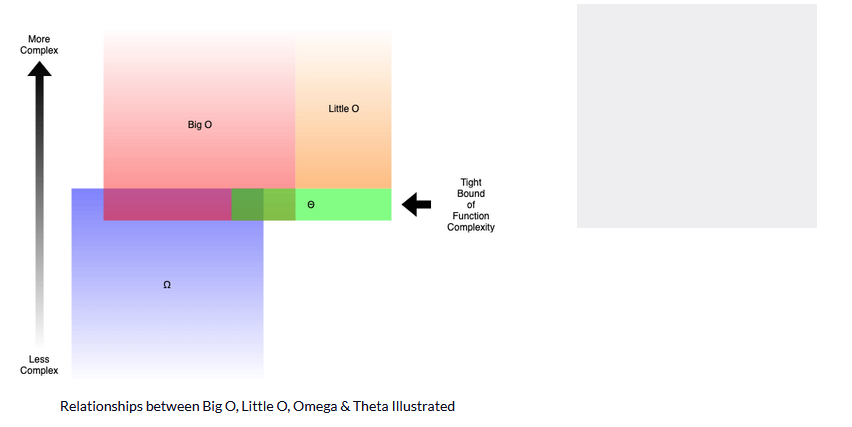 More
Complex
Big O
Little O
Θ
Tight
Bound
of
Function
Complexity
Ω
Less
Complex
Relationships between Big O, Little O, Omega & Theta Illustrated